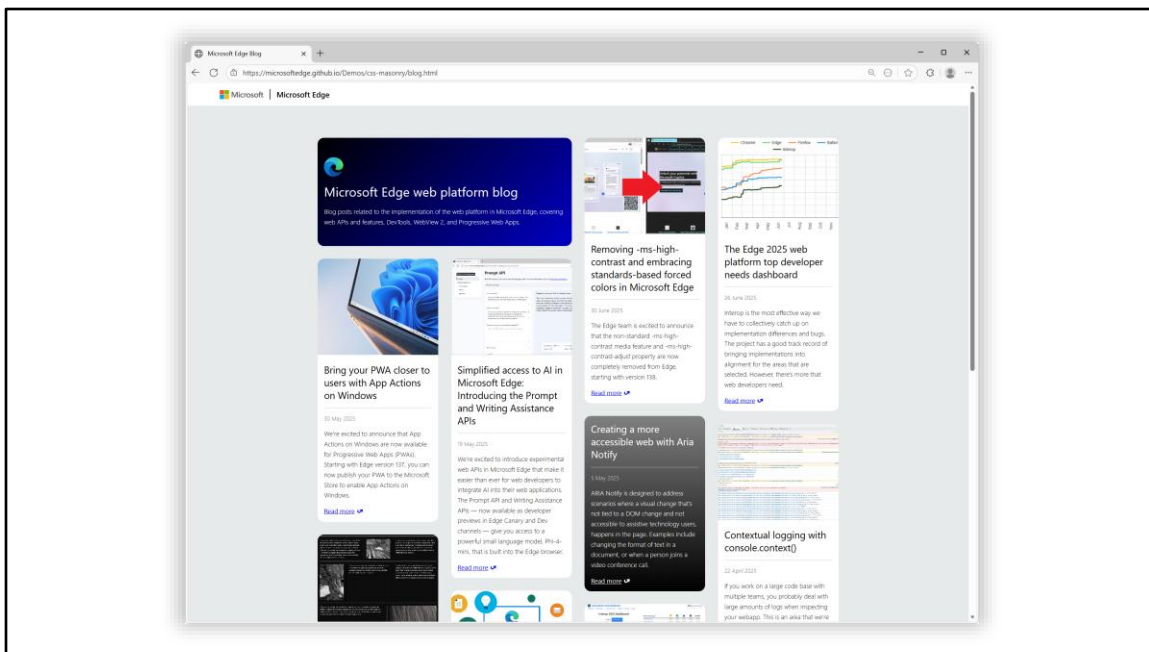 Microsoft Edge Blog
https://microsoftedge.github.io/Demos/css-masonry/blog.html
Microsoft | Microsoft Edge
Microsoft Edge web platform blog
Blog posts related to the implementation of the web platform in Microsoft Edge, covering
web APIs and features, DevTools, WebView 2, and Progressive Web Apps.
Removing -ms-high-
contrast and embracing
standards-based forced
colors in Microsoft Edge
30 June 2025
The Edge team is excited to announce
that the non-standard -ms-high-
contrast media feature and -ms-high-
contrast-adjust property are now
completely removed from Edge,
starting with version 138.
Read more
Chrome Edge Firefox Safari
Interop
Jan Dec Sep Apr May Jun Jul Aug Sep Oct Nov
The Edge 2025 web
platform top developer
needs dashboard
26 June 2025
Interop is the most effective way we
have to collectively catch up on
implementation differences and bugs.
The project has a good track record of
bringing implementations into
alignment for the areas that are
selected. However, there's more that
web developers need.
Read more
Bring your PWA closer to
users with App Actions
on Windows
30 May 2025
We're excited to announce that App
Actions on Windows are now available
for Progressive Web Apps (PWAs).
Starting with Edge version 137, you can
now publish your PWA to the Microsoft
Store to enable App Actions on
Windows.
Read more
Prompt API
Simplified access to AI in
Microsoft Edge:
Introducing the Prompt
and Writing Assistance
APIs
19 May 2025
We're excited to introduce experimental
web APIs in Microsoft Edge that make it
easier than ever for web developers to
integrate AI into their web applications.
The Prompt API and Writing Assistance
APIs — now available as developer
previews in Edge Canary and Dev
channels — give you access to a
powerful small language model, Phi-4-
mini, that is built into the Edge browser.
Read more
Creating a more
accessible web with Aria
Notify
5 May 2025
ARIA Notify is designed to address
scenarios where a visual change that's
not tied to a DOM change and not
accessible to assistive technology users,
happens in the page. Examples include
changing the format of text in a
document, or when a person joins a
video conference call.
Read more
Contextual logging with
console.context()
22 April 2025
If you work on a large code base with
multiple teams, you probably deal with
large amounts of logs when inspecting
your webapp. This is an area that we're